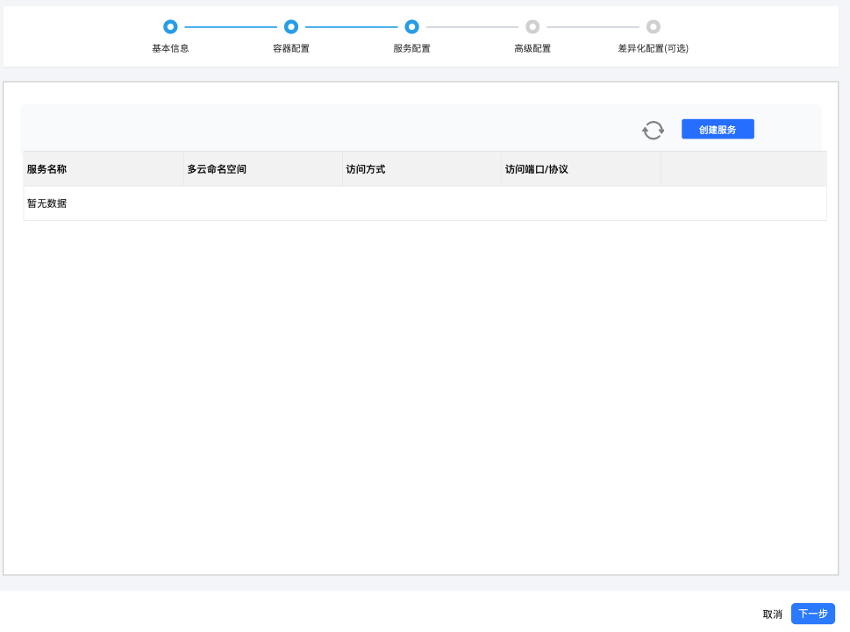 基本信息 容器配置 服务配置 高级配置 差异化配置(可选)
创建服务
服务名称 多云命名空间 访问方式 访问端口/协议
暂无数据
取消 下一步